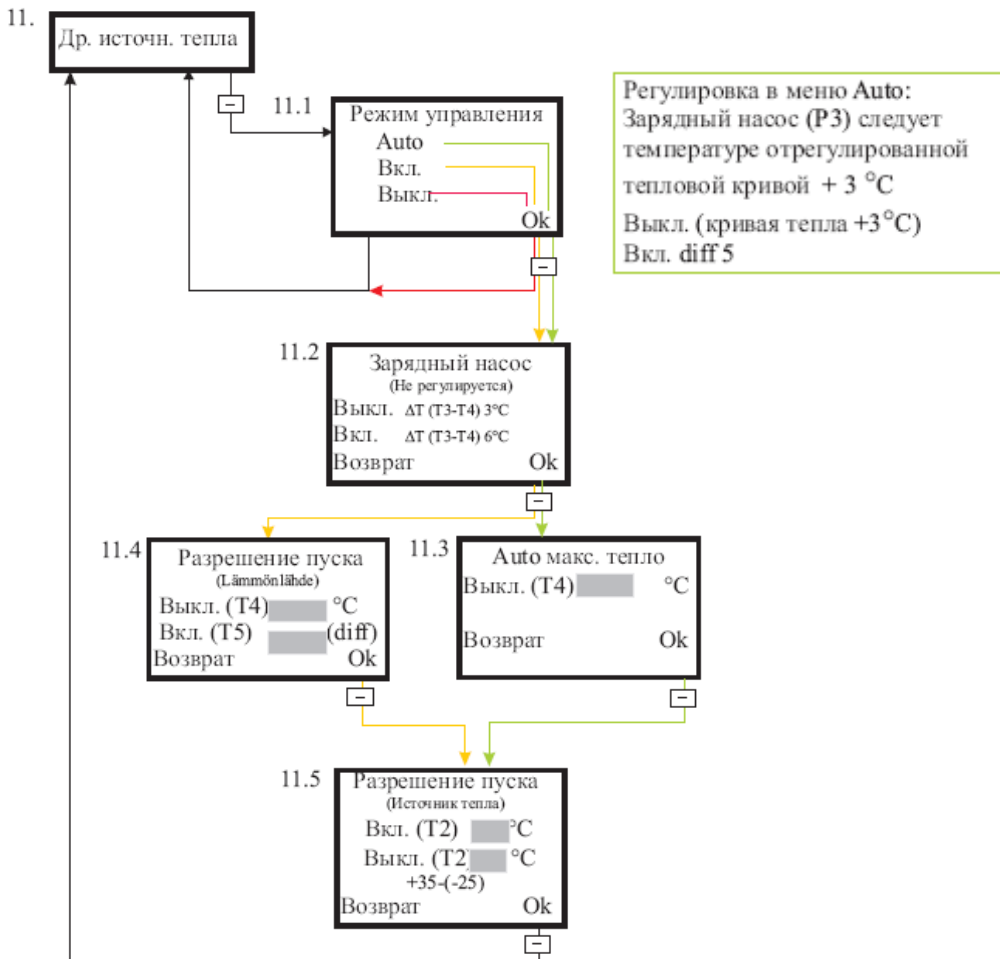 11.
Др. источн. тепла
11.1
Режим управления
Auto
Вкл.
Выкл.
Ok
Регулировка в меню Auto:
Зарядный насос (P3) следует
температуре отрегулированной
тепловой кривой + 3 °C
Выкл. (кривая тепла +3°C)
Вкл. diff 5
11.2
Зарядный насос
(Не регулируется)
Выкл. ΔT (T3-T4) 3°C
Вкл. ΔT (T3-T4) 6°C
Возврат Ok
11.4
Разрешение пуска
(Lämmönlähde)
Выкл. (T4) °C
Вкл. (T5) (diff)
Возврат Ok
11.3
Auto макс. тепло
Выкл. (T4) °C
Возврат Ok
11.5
Разрешение пуска
(Источник тепла)
Вкл. (T2) °C
Выкл. (T2) °C
+35-(-25)
Возврат Ok